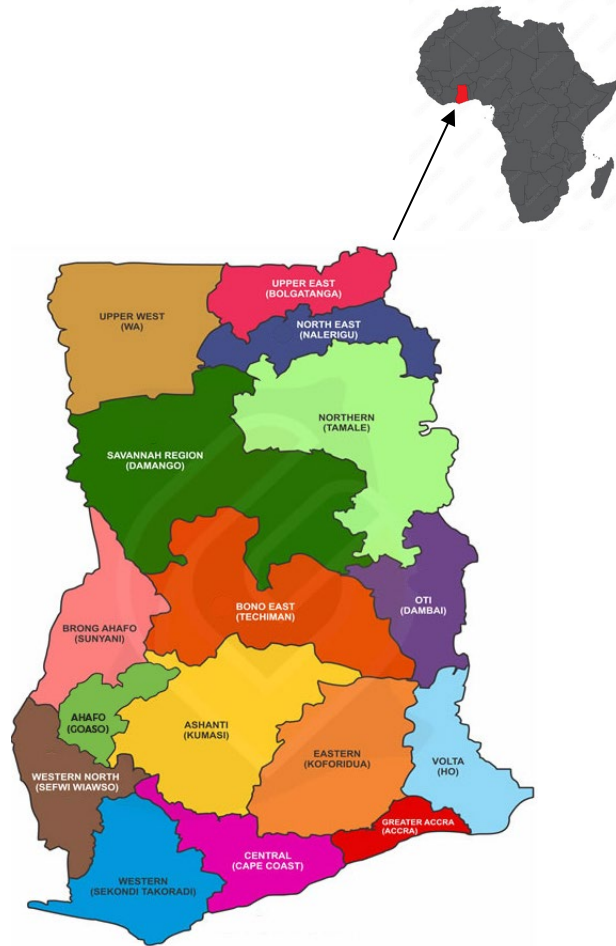 UPPER EAST
(BOLGATANGA)
UPPER WEST
(WA)
NORTH EAST
(NALERIGU)
NORTHERN
(TAMALE)
SAVANNAH REGION
(DAMANGO)
OTI
(DAMBAI)
BONO EAST
(TECHIMAN)
BRONG AHAFO
(SUNYANI)
AHAFO
(GOASO)
ASHANTI
(KUMASI)
EASTERN
(KOFORIDUA)
VOLTA
(HO)
WESTERN NORTH
(SEFWI WIAWSO)
GREATER ACCRA
(ACCRA)
CENTRAL
(CAPE COAST)
WESTERN
(SEKONDI TAKORADI)